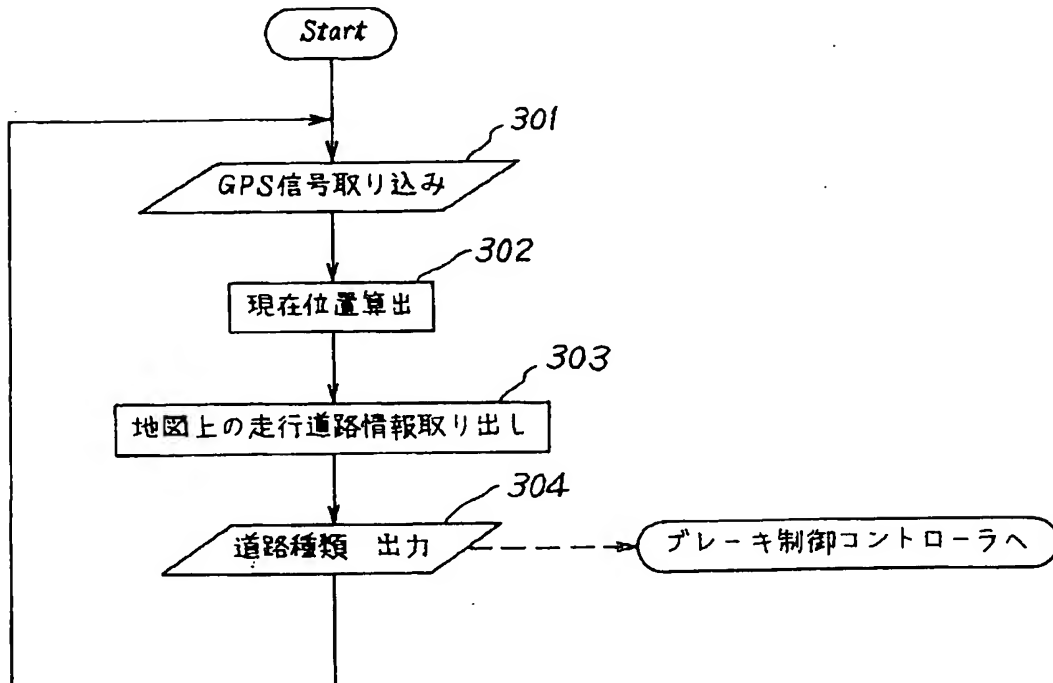 Start
301
GPS信号取り込み
302
現在位置算出
303
地図上の走行道路情報取り出し
304
道路種類 出力
ブレーキ制御コントローラへ